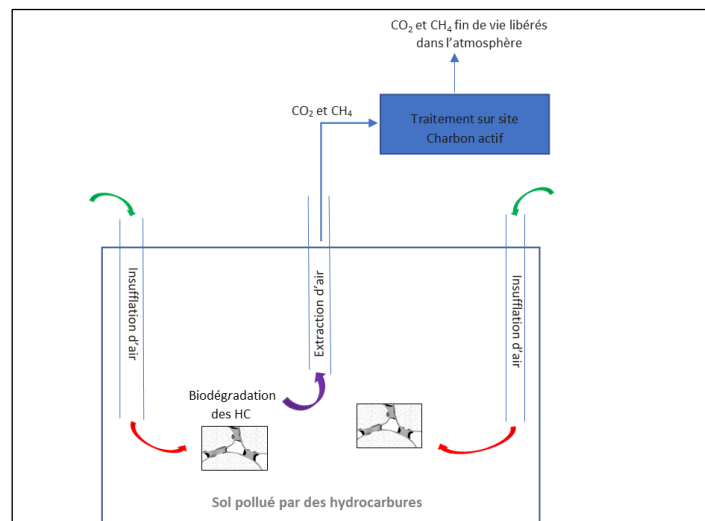 CO₂ et CH₄ fin de vie libérés
dans l'atmosphère
CO₂ et CH₄
Traitement sur site
Charbon actif
Insufflation d'air
Extraction d'air
Insufflation d'air
Biodégradation
des HC
Sol pollué par des hydrocarbures